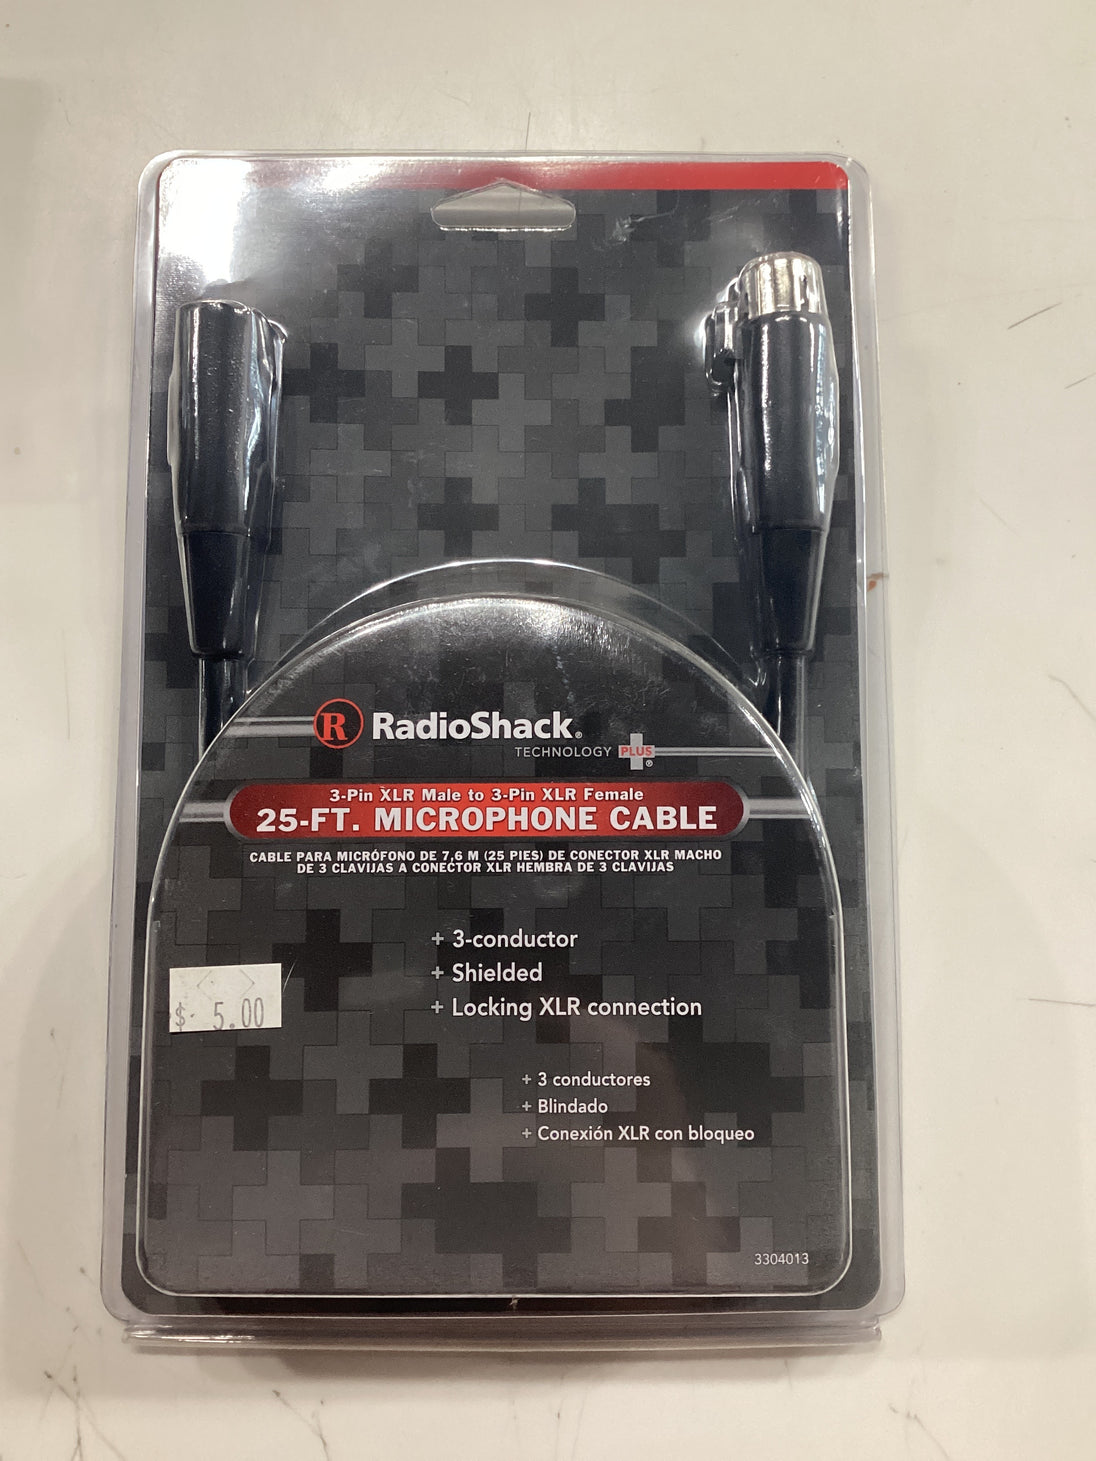 R RadioShack®
TECHNOLOGY PLUS®
3-Pin XLR Male to 3-Pin XLR Female
25-FT. MICROPHONE CABLE
CABLE PARA MICRÓFONO DE 7,6 M (25 PIES) DE CONECTOR XLR MACHO
DE 3 CLAVIJAS A CONECTOR XLR HEMBRA DE 3 CLAVIJAS
+ 3-conductor
+ Shielded
+ Locking XLR connection
$ 5.00
+ 3 conductores
+ Blindado
+ Conexión XLR con bloqueo
3304013